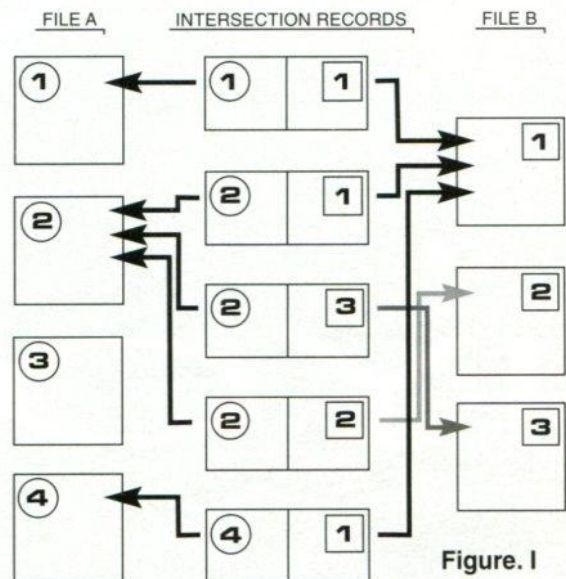 FILE A INTERSECTION RECORDS FILE B
1 1 1
1
2 1
2
2 3 2
3
2 2
3
4
4 1
Figure. I